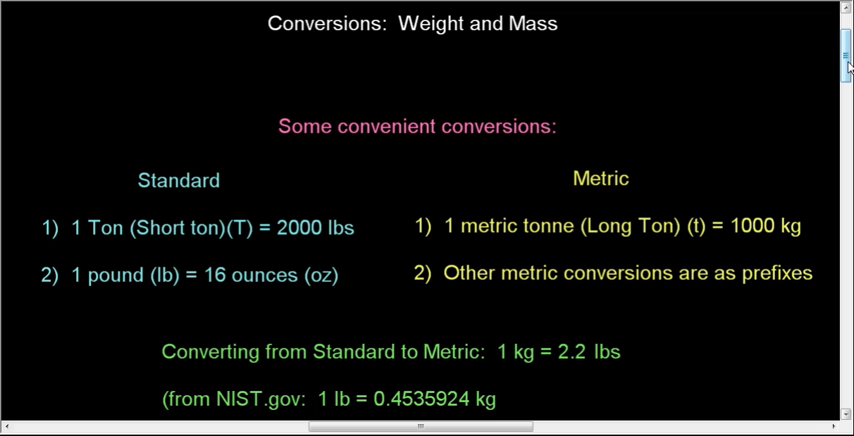 Conversions:  Weight and Mass
Some convenient conversions:
Standard
Metric
1)  1 Ton (Short ton)(T) = 2000 lbs
1)  1 metric tonne (Long Ton) (t) = 1000 kg
2)  1 pound (lb) = 16 ounces (oz)
2)  Other metric conversions are as prefixes
Converting from Standard to Metric:  1 kg = 2.2 lbs
(from NIST.gov:  1 lb = 0.4535924 kg